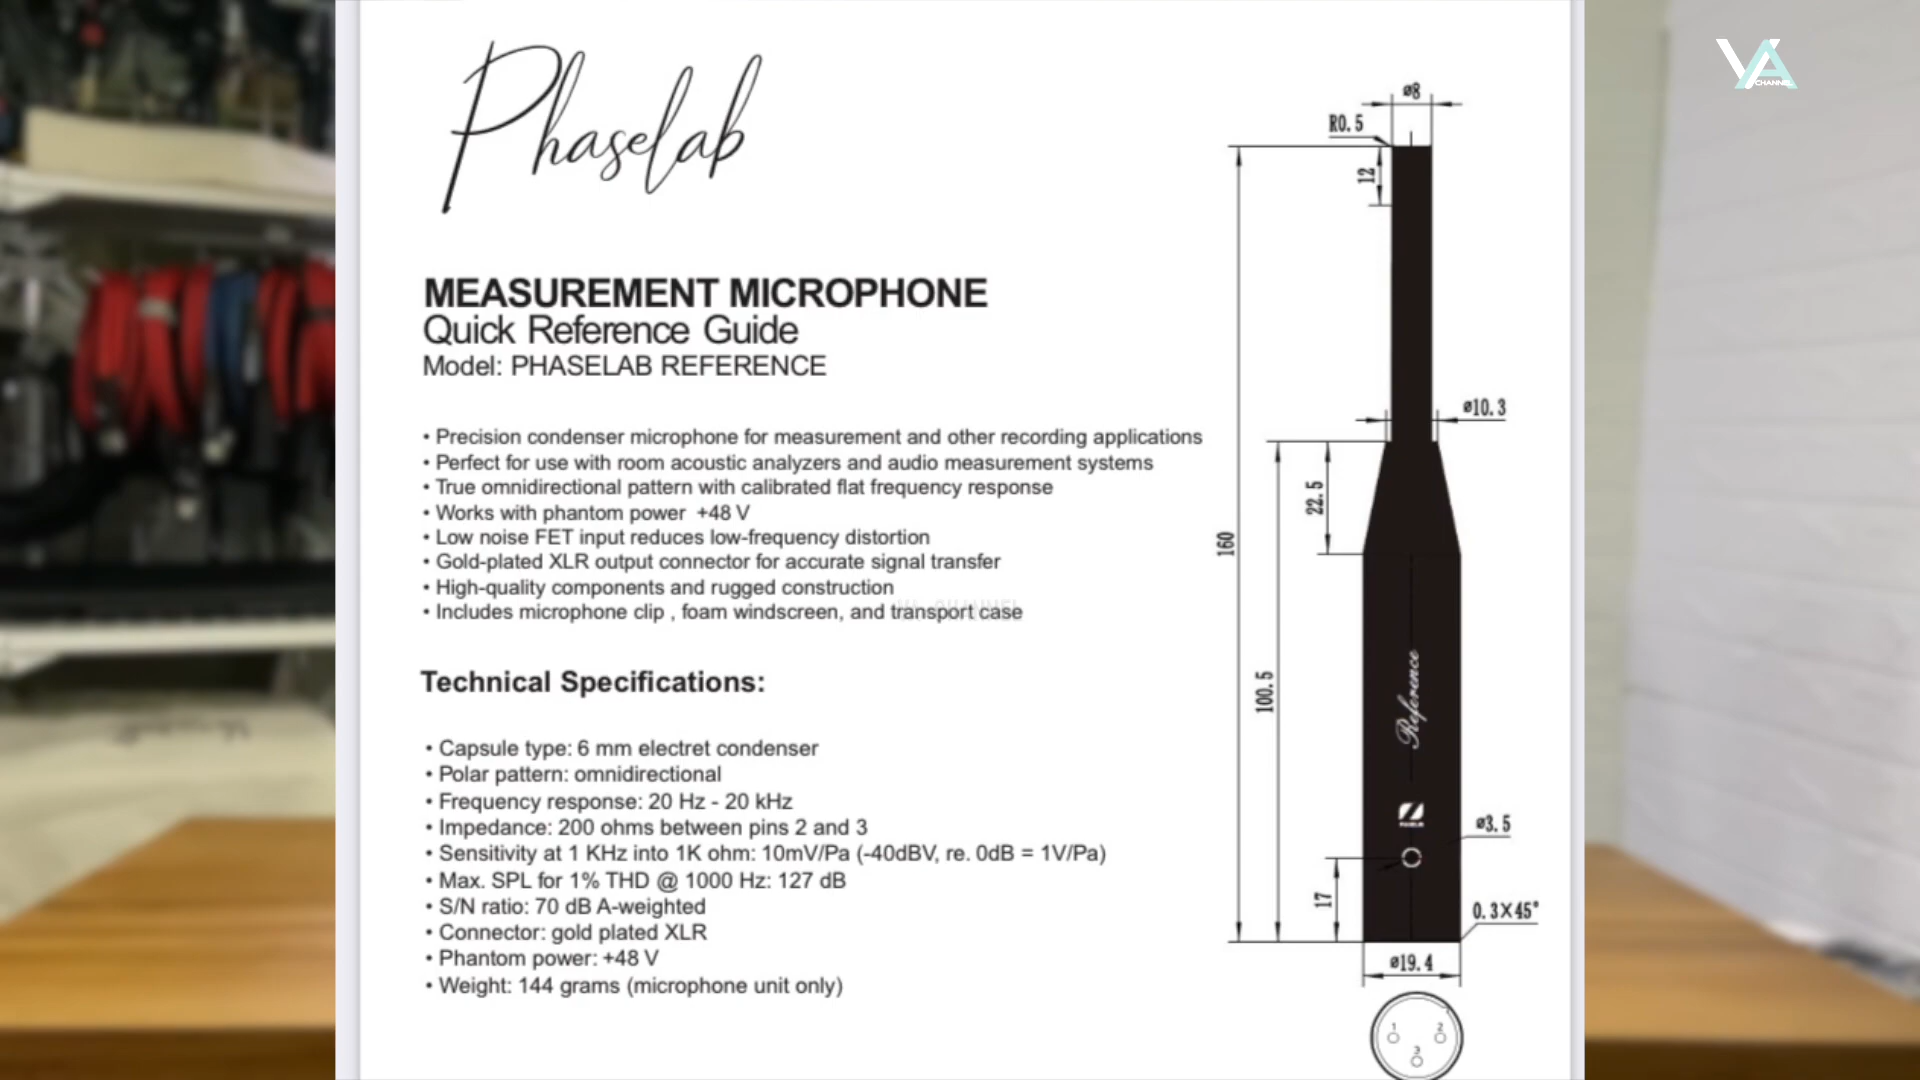 Phaselab
YA
CHANNEL
MEASUREMENT MICROPHONE
Quick Reference Guide
Model: PHASELAB REFERENCE
• Precision condenser microphone for measurement and other recording applications
• Perfect for use with room acoustic analyzers and audio measurement systems
• True omnidirectional pattern with calibrated flat frequency response
• Works with phantom power +48 V
• Low noise FET input reduces low-frequency distortion
• Gold-plated XLR output connector for accurate signal transfer
• High-quality components and rugged construction
• Includes microphone clip , foam windscreen, and transport case
Technical Specifications:
• Capsule type: 6 mm electret condenser
• Polar pattern: omnidirectional
• Frequency response: 20 Hz - 20 kHz
• Impedance: 200 ohms between pins 2 and 3
• Sensitivity at 1 KHz into 1K ohm: 10mV/Pa (-40dBV, re. 0dB = 1V/Pa)
• Max. SPL for 1% THD @ 1000 Hz: 127 dB
• S/N ratio: 70 dB A-weighted
• Connector: gold plated XLR
• Phantom power: +48 V
• Weight: 144 grams (microphone unit only)
ø8
R0.5
12
ø10.3
22.5
160
100.5
Reference
ø3.5
17
0.3×45°
ø19.4
1
2
3